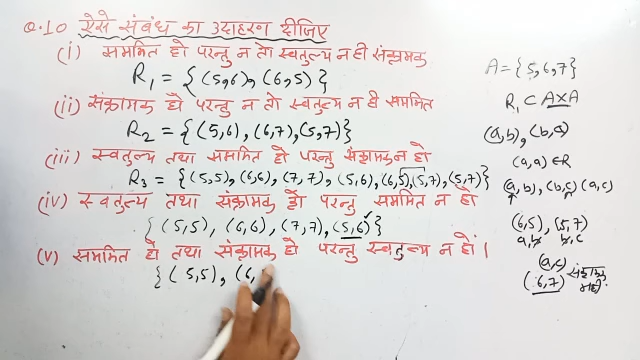 Q.10 ऐसे संबंध का उदाहरण दीजिए
(i) सममित हो परन्तु न तो स्वतुल्य न ही संक्रामक
R₁ = {(5,6), (6,5)}
(ii) संक्रामक हो परन्तु न तो स्वतुल्य न ही सममित
R₂ = {(5,6), (6,7), (5,7)}
(iii) स्वतुल्य तथा सममित हो परन्तु संक्रामक न हो
R₃ = {(5,5), (6,6), (7,7), (5,6), (6,5), (5,7), (5,7)}
(iv) स्वतुल्य तथा संक्रामक हो परन्तु सममित न हो
{(5,5), (6,6), (7,7), (5,6)}
(v) सममित हो तथा संक्रामक हो परन्तु स्वतुल्य न हो।
{(5,5), (6,
A = {5,6,7}
R₁ ⊂ A×A
(a,b), (b,a)
(a,a) ∈ R
(a,b), (b,c) (a,c)
(6,5), (5,7)
a,b b,c
(a,c)
(6,7) संक्रामक
नहीं